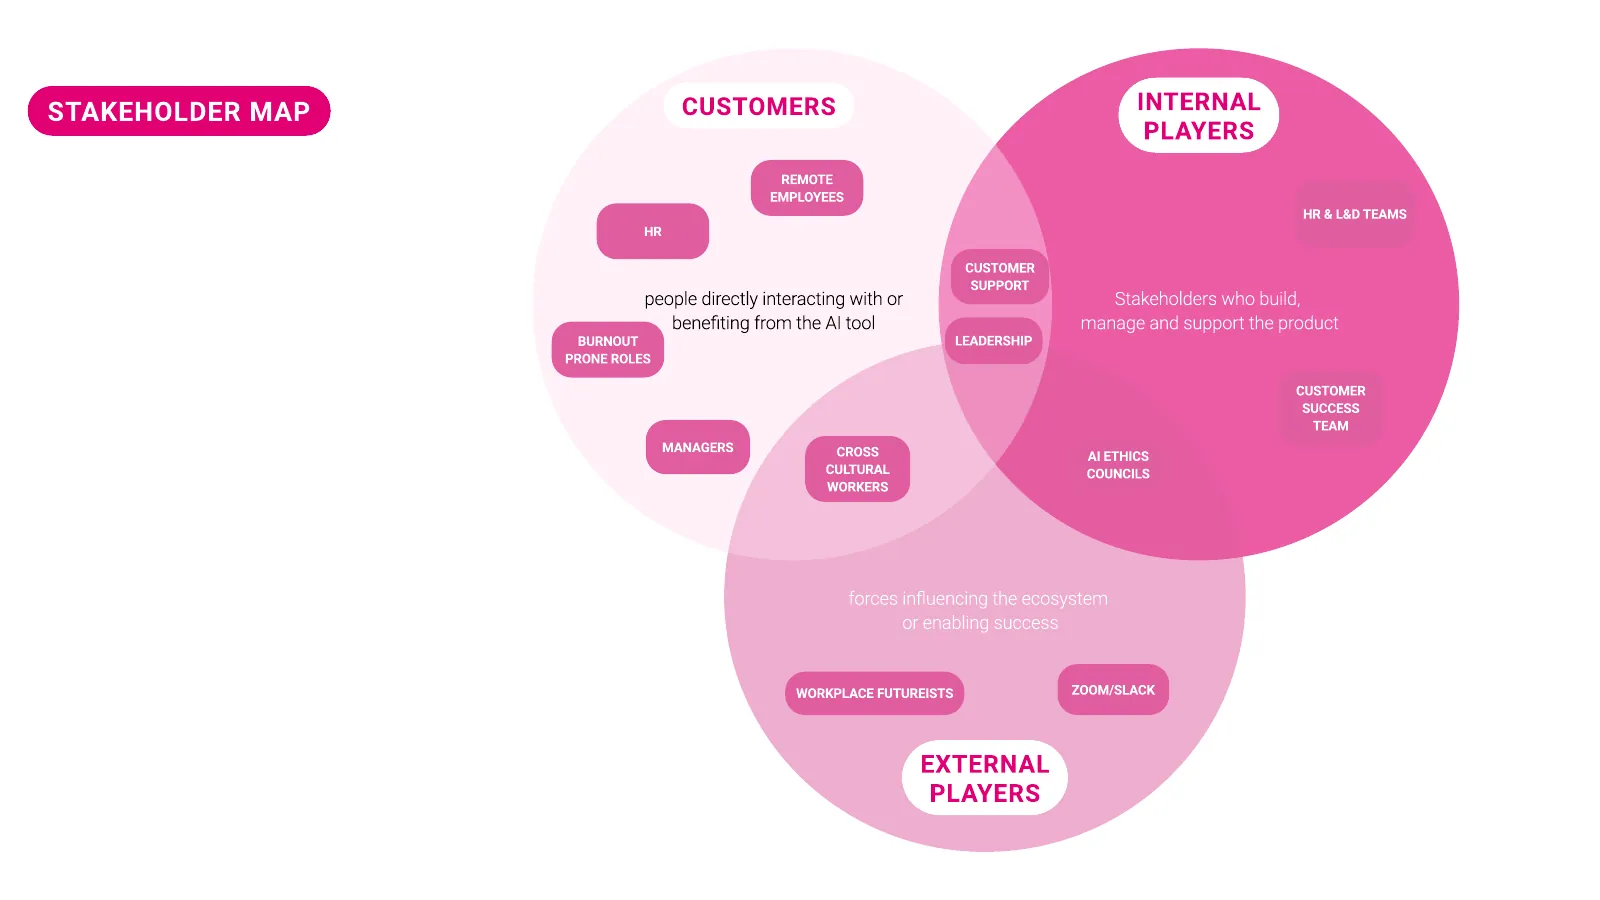 STAKEHOLDER MAP
CUSTOMERS
REMOTE
EMPLOYEES
HR
people directly interacting with or
benefiting from the AI tool
BURNOUT
PRONE ROLES
MANAGERS
CROSS
CULTURAL
WORKERS
CUSTOMER
SUPPORT
LEADERSHIP
INTERNAL
PLAYERS
HR & L&D TEAMS
Stakeholders who build,
manage and support the product
CUSTOMER
SUCCESS
TEAM
AI ETHICS
COUNCILS
forces influencing the ecosystem
or enabling success
WORKPLACE FUTUREISTS
ZOOM/SLACK
EXTERNAL
PLAYERS